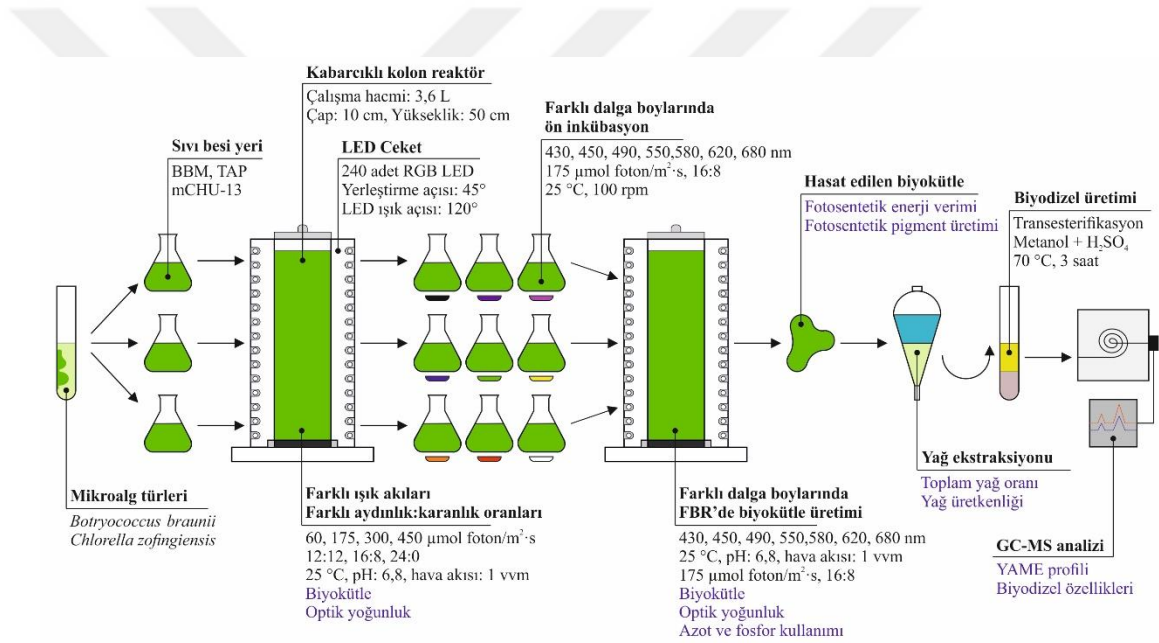 Kabarcıklı kolon reaktör
Çalışma hacmi: 3,6 L
Çap: 10 cm, Yükseklik: 50 cm
Sıvı besi yeri
BBM, TAP
mCHU-13
LED Ceket
240 adet RGB LED
Yerleştirme açısı: 45°
LED ışık açısı: 120°
Farklı dalga boylarında
ön inkübasyon
430, 450, 490, 550,580, 620, 680 nm
175 µmol foton/m²·s, 16:8
25 °C, 100 rpm
Hasat edilen biyokütle
Fotosentetik enerji verimi
Fotosentetik pigment üretimi
Biyodizel üretimi
Transesterifikasyon
Metanol + H₂SO₄
70 °C, 3 saat
Mikroalg türleri
Botryococcus braunii
Chlorella zofingiensis
Farklı ışık akıları
Farklı aydınlık:karanlık oranları
60, 175, 300, 450 µmol foton/m²·s
12:12, 16:8, 24:0
25 °C, pH: 6,8, hava akısı: 1 vvm
Biyokütle
Optik yoğunluk
Farklı dalga boylarında
FBR’de biyokütle üretimi
430, 450, 490, 550,580, 620, 680 nm
25 °C, pH: 6,8, hava akısı: 1 vvm
175 µmol foton/m²·s, 16:8
Biyokütle
Optik yoğunluk
Azot ve fosfor kullanımı
Yağ ekstraksiyonu
Toplam yağ oranı
Yağ üretkenliği
GC-MS analizi
YAME profili
Biyodizel özellikleri